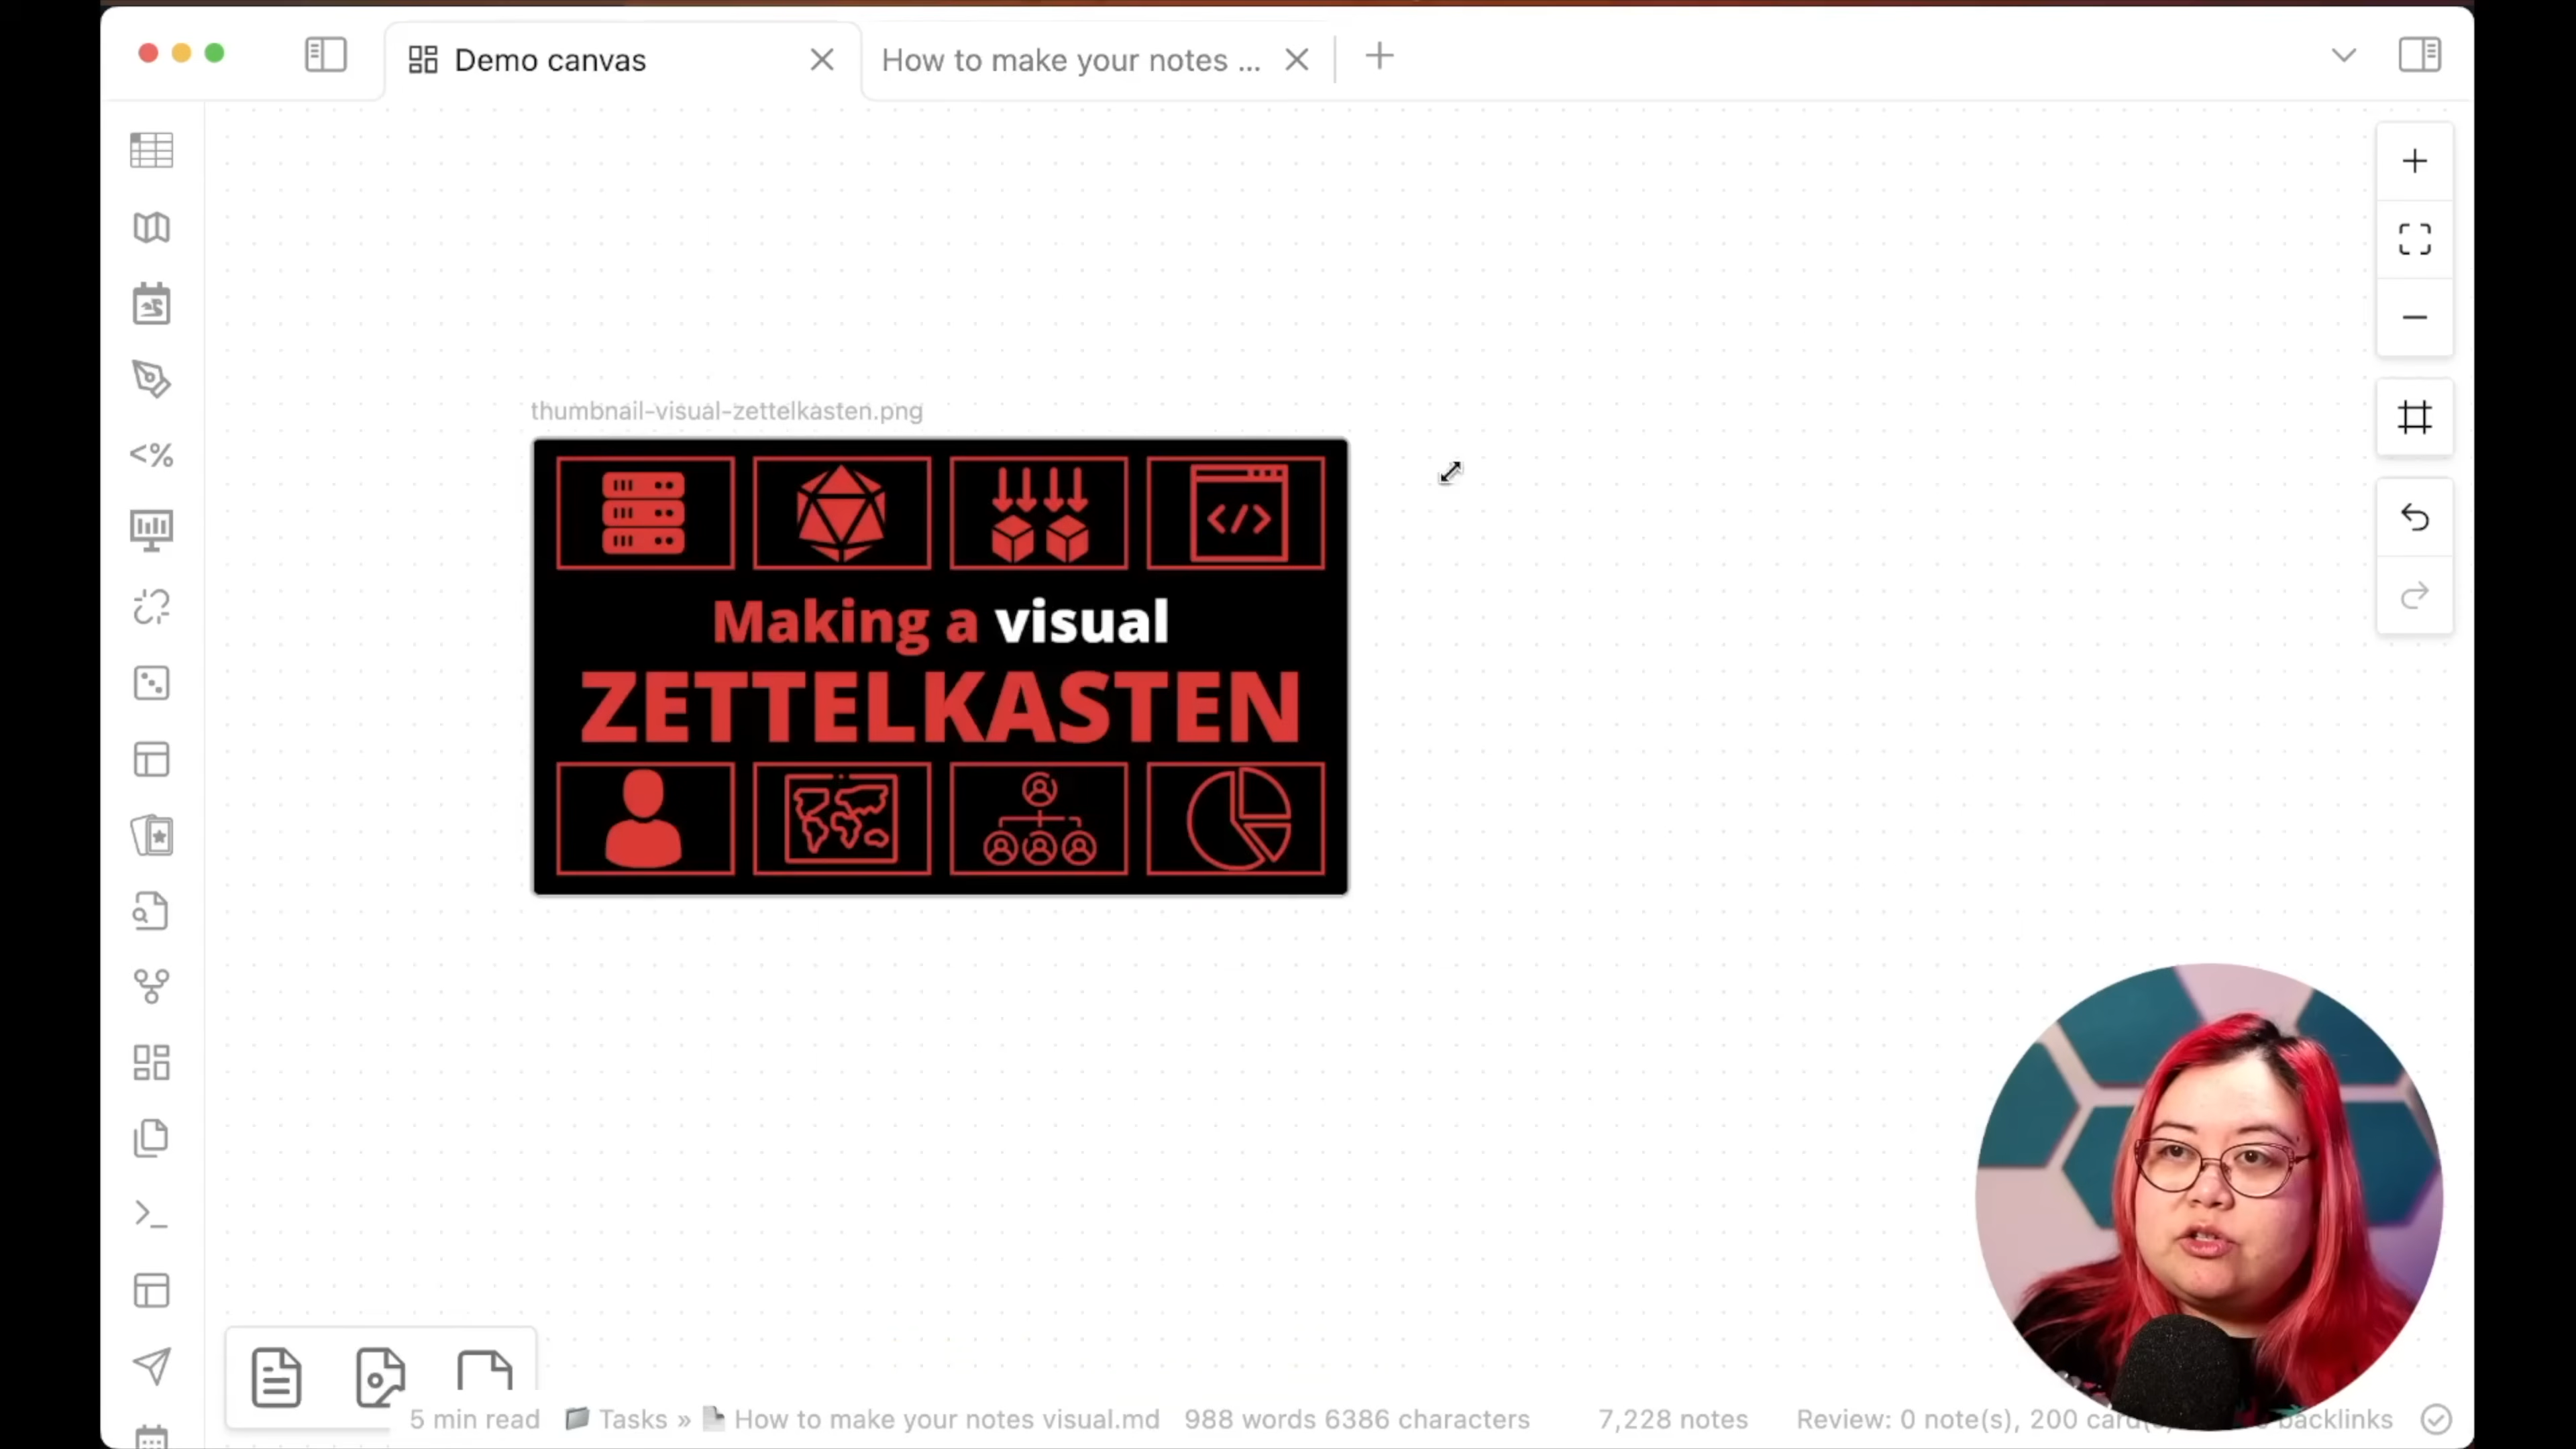 Demo canvas
How to make your notes ...
<%
thumbnail-visual-zettelkasten.png
</>
Making a visual
ZETTELKASTEN
5 min read
Tasks » How to make your notes visual.md
988 words 6386 characters
7,228 notes
Review: 0 note(s), 200 card(s)
backlinks